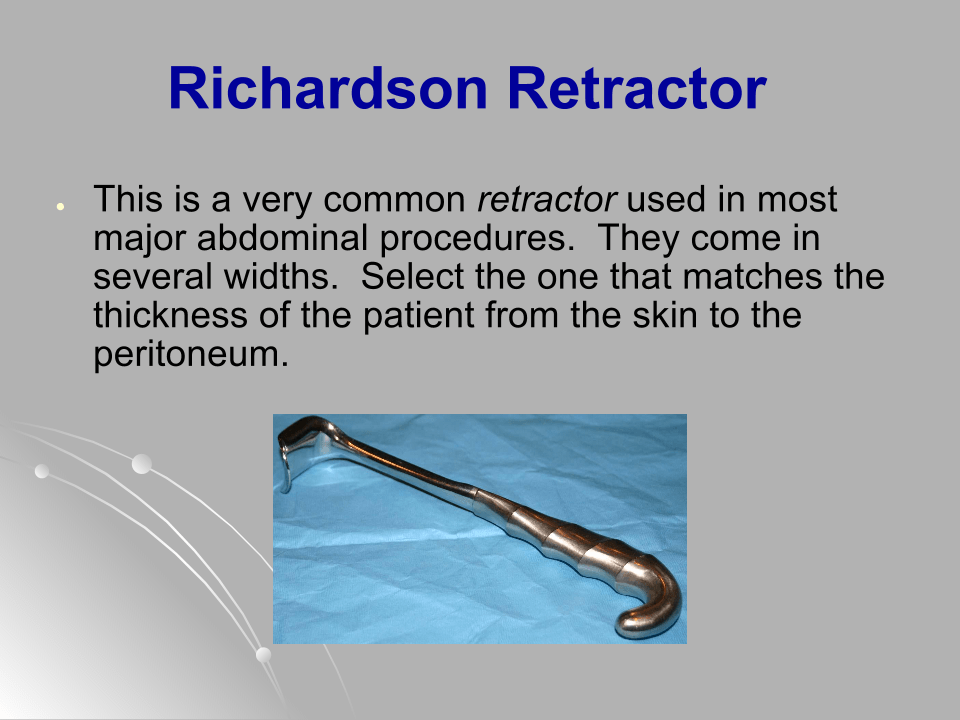 Richardson Retractor
● This is a very common retractor used in most
major abdominal procedures.  They come in
several widths.  Select the one that matches the
thickness of the patient from the skin to the
peritoneum.